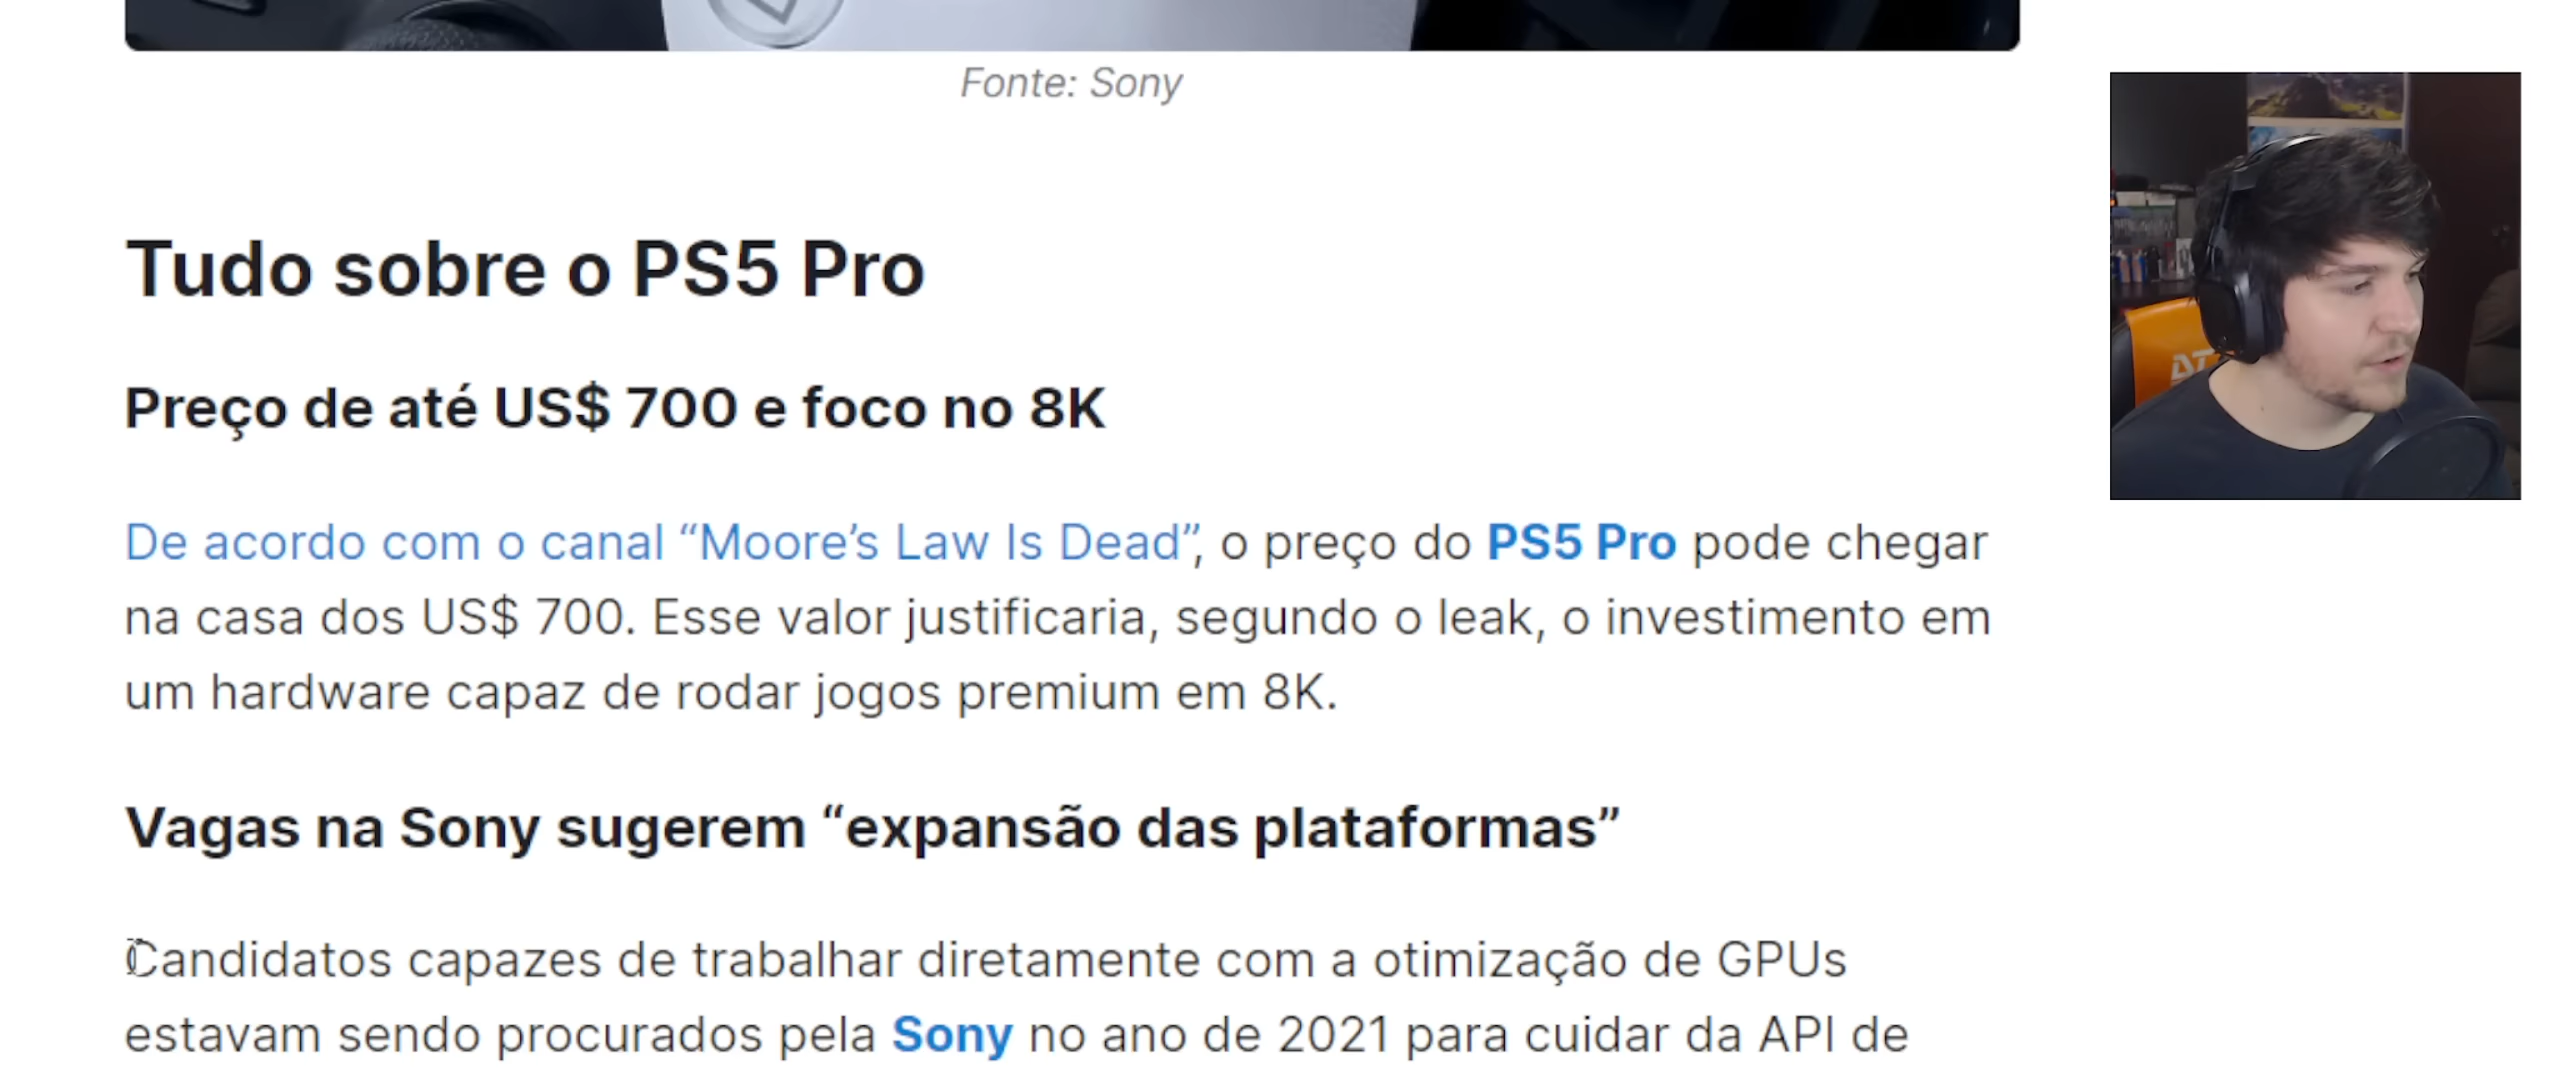 Fonte: Sony
Tudo sobre o PS5 Pro
Preço de até US$ 700 e foco no 8K
De acordo com o canal “Moore’s Law Is Dead”, o preço do PS5 Pro pode chegar
na casa dos US$ 700. Esse valor justificaria, segundo o leak, o investimento em
um hardware capaz de rodar jogos premium em 8K.
Vagas na Sony sugerem “expansão das plataformas”
Candidatos capazes de trabalhar diretamente com a otimização de GPUs
estavam sendo procurados pela Sony no ano de 2021 para cuidar da API de